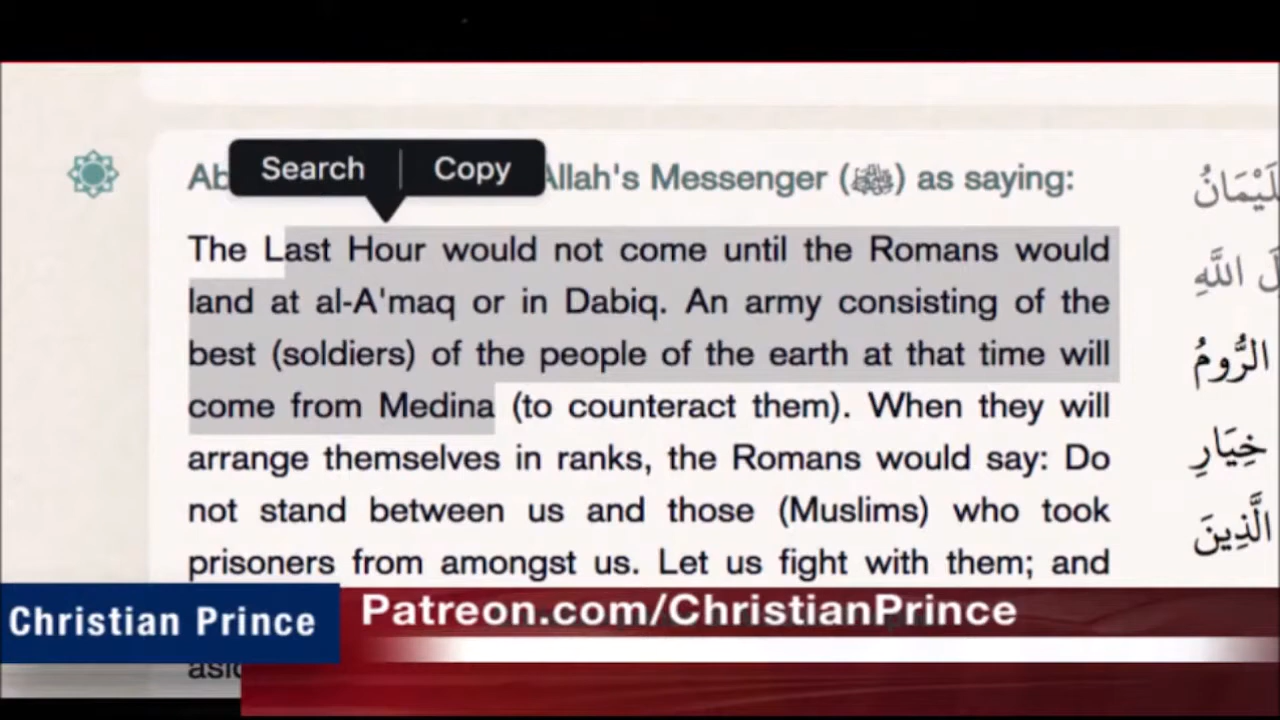 Search Copy
Ab Allah's Messenger (ﷺ) as saying:
The Last Hour would not come until the Romans would
land at al-A'maq or in Dabiq. An army consisting of the
best (soldiers) of the people of the earth at that time will
come from Medina (to counteract them). When they will
arrange themselves in ranks, the Romans would say: Do
not stand between us and those (Muslims) who took
prisoners from amongst us. Let us fight with them; and
الرُّومُ
خِيَارِ
الَّذِينَ
Christian Prince
Patreon.com/ChristianPrince